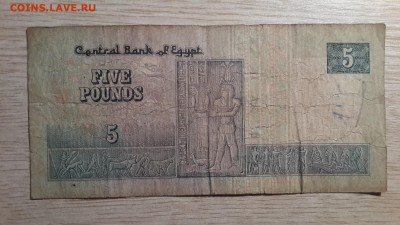 COINS.LAVE.RU
Central Bank of Egypt
5
FIVE
POUNDS
5